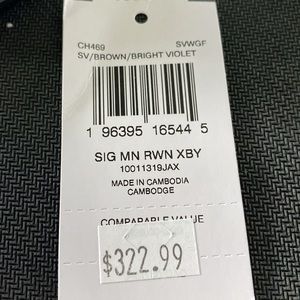 CH469 SVWGF
SV/BROWN/BRIGHT VIOLET
1 96395 16544 5
SIG MN RWN XBY
10011319JAX
MADE IN CAMBODIA
CAMBODGE
COMPARABLE VALUE
$322.99